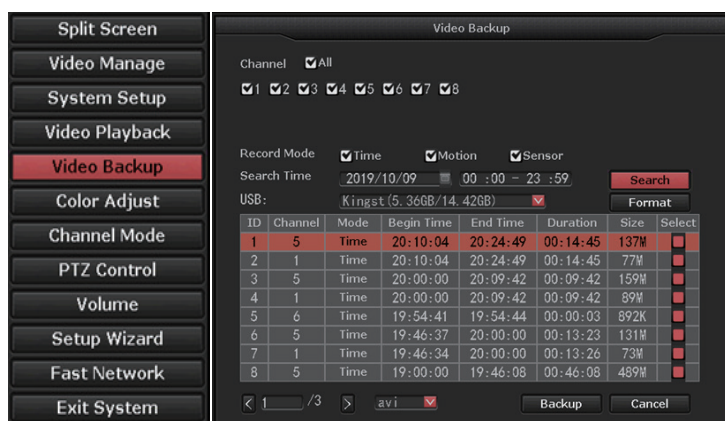 Split Screen
Video Manage
System Setup
Video Playback
Video Backup
Color Adjust
Channel Mode
PTZ Control
Volume
Setup Wizard
Fast Network
Exit System
Video Backup
Channel All
1 2 3 4 5 6 7 8
Record Mode Time Motion Sensor
Search Time 2019/10/09 00 :00 - 23 :59 Search
USB: Kingst(5.36GB/14.42GB) Format
ID Channel Mode Begin Time End Time Duration Size Select
1 5 Time 20:10:04 20:24:49 00:14:45 137M
2 1 Time 20:10:04 20:24:49 00:14:45 77M
3 5 Time 20:00:00 20:09:42 00:09:42 159M
4 1 Time 20:00:00 20:09:42 00:09:42 89M
5 6 Time 19:54:41 19:54:44 00:00:03 892K
6 5 Time 19:46:37 20:00:00 00:13:23 131M
7 1 Time 19:46:34 20:00:00 00:13:26 73M
8 5 Time 19:00:00 19:46:08 00:46:08 489M
< 1 /3 > avi Backup Cancel